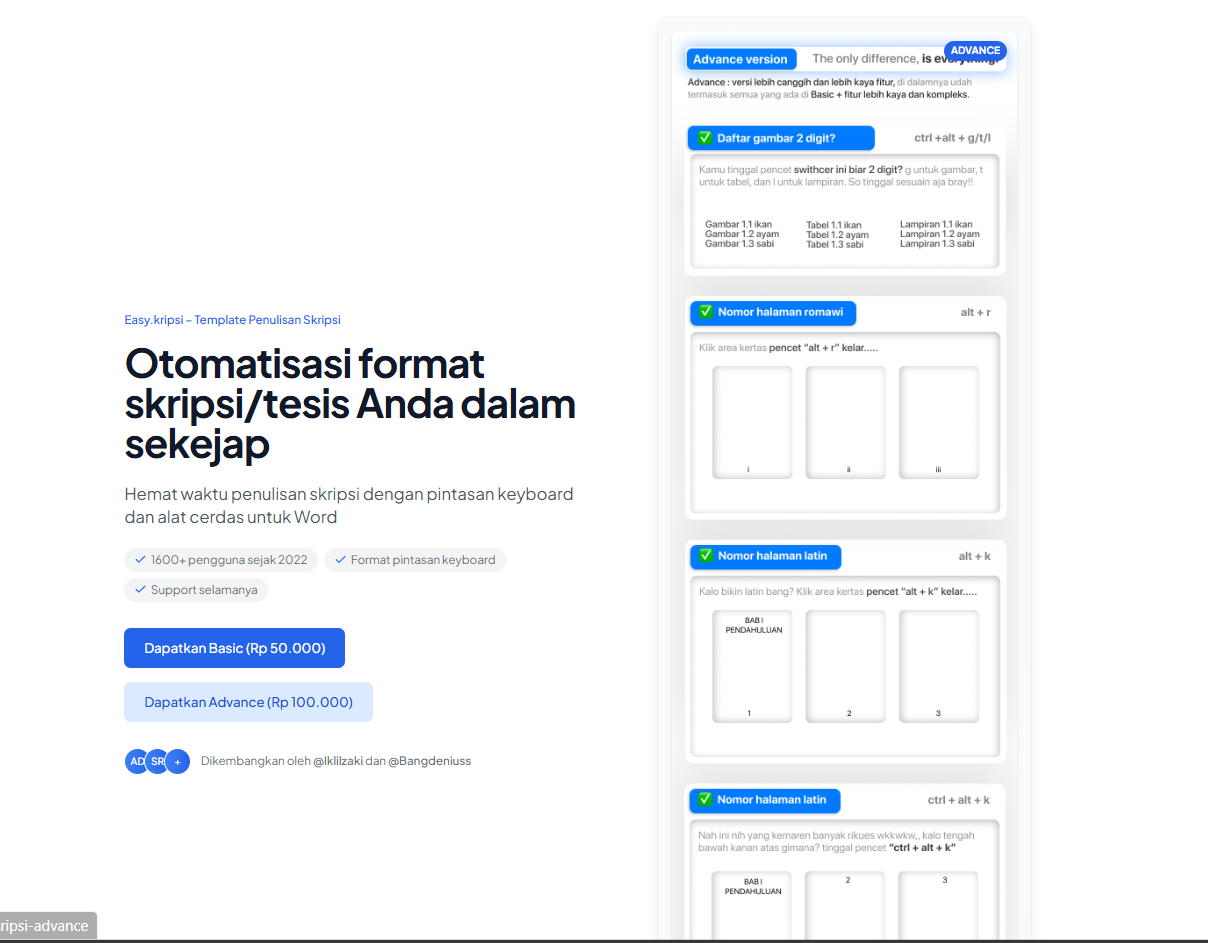 Easy.kripsi – Template Penulisan Skripsi
Otomatisasi format
skripsi/tesis Anda dalam
sekejap
Hemat waktu penulisan skripsi dengan pintasan keyboard
dan alat cerdas untuk Word
1600+ pengguna sejak 2022
Format pintasan keyboard
Support selamanya
Dapatkan Basic (Rp 50.000)
Dapatkan Advance (Rp 100.000)
AD SR +
Dikembangkan oleh @Iklilzaki dan @Bangdeniuss
ADVANCE
Advance version
The only difference, is everything!
Advance : versi lebih canggih dan lebih kaya fitur, di dalamnya udah
termasuk semua yang ada di Basic + fitur lebih kaya dan kompleks.
Daftar gambar 2 digit?
ctrl +alt + g/t/l
Kamu tinggal pencet swithcer ini biar 2 digit? g untuk gambar, t
untuk tabel, dan l untuk lampiran. So tinggal sesuain aja bray!!
Gambar 1.1 ikan
Gambar 1.2 ayam
Gambar 1.3 sabi
Tabel 1.1 ikan
Tabel 1.2 ayam
Tabel 1.3 sabi
Lampiran 1.1 ikan
Lampiran 1.2 ayam
Lampiran 1.3 sabi
Nomor halaman romawi
alt + r
Klik area kertas pencet “alt + r” kelar.....
i
ii
iii
Nomor halaman latin
alt + k
Kalo bikin latin bang? Klik area kertas pencet “alt + k” kelar.....
BAB I
PENDAHULUAN
1
2
3
Nomor halaman latin
ctrl + alt + k
Nah ini nih yang kemaren banyak rikues wkkwkw,, kalo tengah
bawah kanan atas gimana? tinggal pencet “ctrl + alt + k”
BAB I
PENDAHULUAN
2
3
ripsi-advance